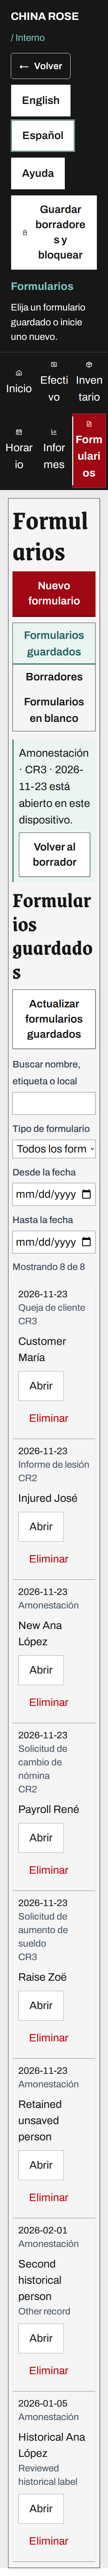 CHINA ROSE
/ Interno
← Volver
English
Español
Ayuda
Guardar
borradore
s y
bloquear
Formularios
Elija un formulario
guardado o inicie
uno nuevo.
Inicio
Efecti
vo
Inven
tario
Horar
io
Infor
mes
Form
ulari
os
Formul
arios
Nuevo
formulario
Formularios
guardados
Borradores
Formularios
en blanco
Amonestación
· CR3 · 2026-
11-23 está
abierto en este
dispositivo.
Volver al
borrador
Formular
ios
guardado
s
Actualizar
formularios
guardados
Buscar nombre,
etiqueta o local
Tipo de formulario
Todos los form
Desde la fecha
mm/dd/yyyy
Hasta la fecha
mm/dd/yyyy
Mostrando 8 de 8
2026-11-23
Queja de cliente
CR3
Customer
María
Abrir
Eliminar
2026-11-23
Informe de lesión
CR2
Injured José
Abrir
Eliminar
2026-11-23
Amonestación
New Ana
López
Abrir
Eliminar
2026-11-23
Solicitud de
cambio de
nómina
CR2
Payroll René
Abrir
Eliminar
2026-11-23
Solicitud de
aumento de
sueldo
CR3
Raise Zoë
Abrir
Eliminar
2026-11-23
Amonestación
Retained
unsaved
person
Abrir
Eliminar
2026-02-01
Amonestación
Second
historical
person
Other record
Abrir
Eliminar
2026-01-05
Amonestación
Historical Ana
López
Reviewed
historical label
Abrir
Eliminar